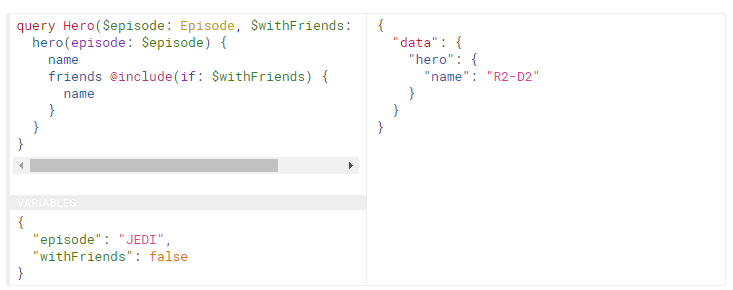 query Hero($episode: Episode, $withFriends:
  hero(episode: $episode) {
    name
    friends @include(if: $withFriends) {
      name
    }
  }
}
VARIABLES
{
  "episode": "JEDI",
  "withFriends": false
}
{
  "data": {
    "hero": {
      "name": "R2-D2"
    }
  }
}